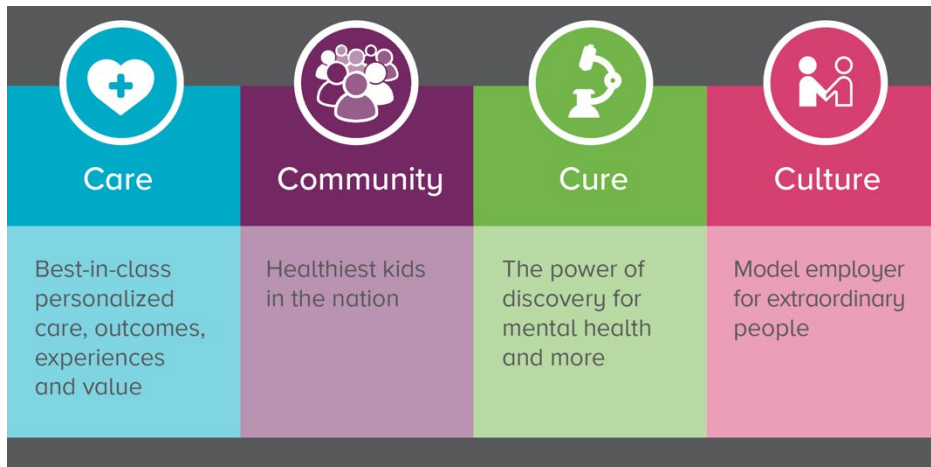 Care
Best-in-class
personalized
care, outcomes,
experiences
and value
Community
Healthiest kids
in the nation
Cure
The power of
discovery for
mental health
and more
Culture
Model employer
for extraordinary
people